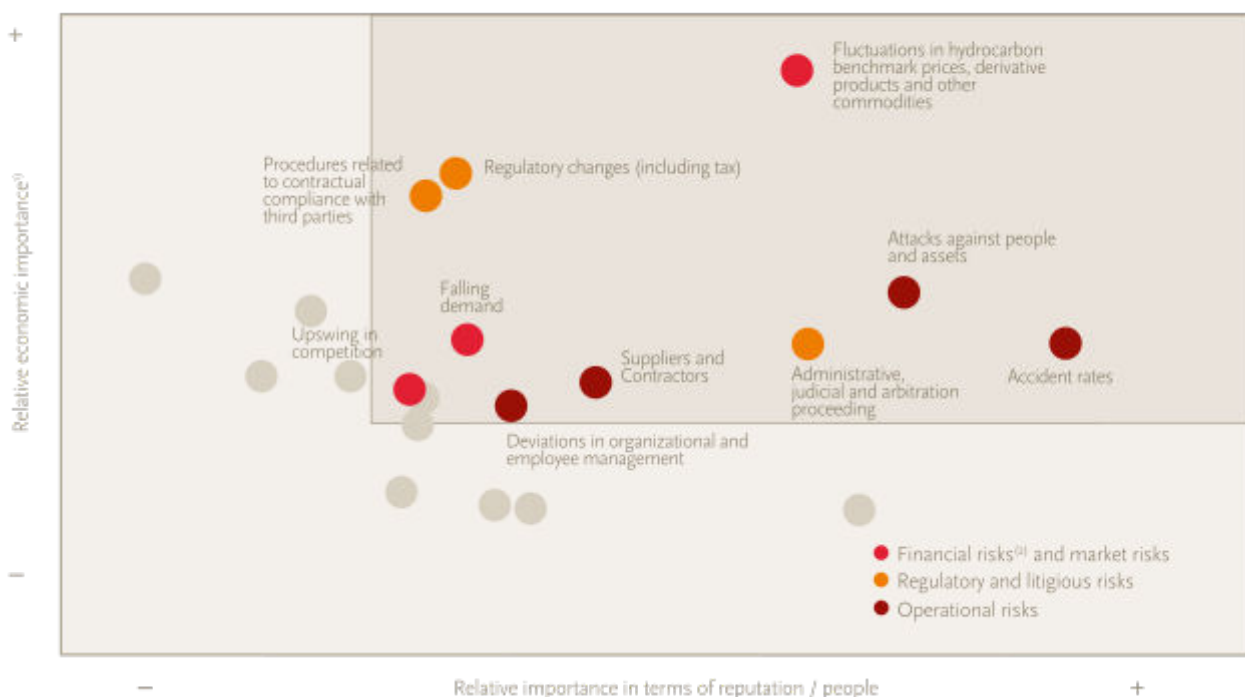 +
Fluctuations in hydrocarbon
benchmark prices, derivative
products and other
commodities
Procedures related
to contractual
compliance with
third parties
Regulatory changes (including tax)
Attacks against people
and assets
Falling
demand
Upswing in
competition
Suppliers and
Contractors
Administrative,
judicial and arbitration
proceeding
Accident rates
Deviations in organizational and
employee management
Relative economic importance⁽¹⁾
–
Financial risks⁽²⁾ and market risks
Regulatory and litigious risks
Operational risks
– Relative importance in terms of reputation / people +